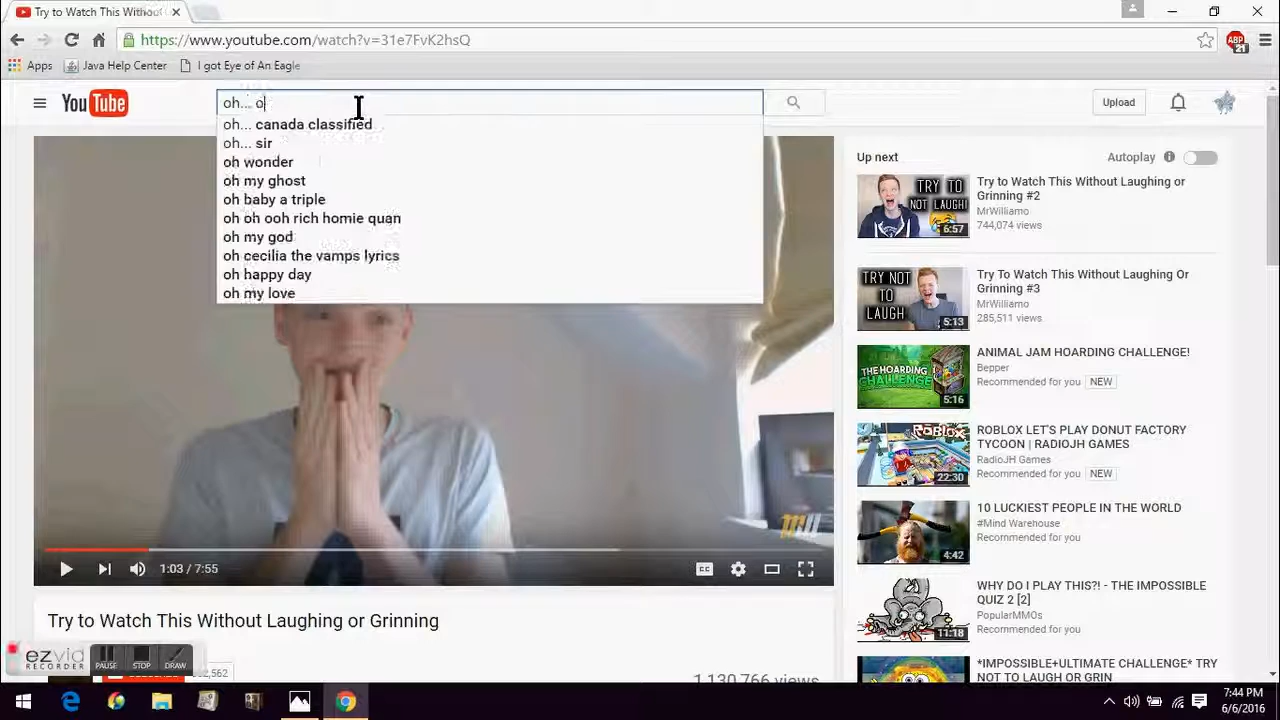 Try to Watch This Without
https://www.youtube.com/watch?v=31e7FvK2hsQ
ABP
21
Apps
Java Help Center
I got Eye of An Eagle
YouTube
oh... o
Upload
oh... canada classified
oh... sir
oh wonder
oh my ghost
oh baby a triple
oh oh ooh rich homie quan
oh my god
oh cecilia the vamps lyrics
oh happy day
oh my love
1:03 / 7:55
CC
Try to Watch This Without Laughing or Grinning
ezvid
RECORDER
PAUSE
STOP
DRAW
1,130,766 views
Up next
Autoplay
TRY TO
NOT LAUGH!
6:57
Try to Watch This Without Laughing or
Grinning #2
MrWilliamo
744,074 views
TRY NOT
TO
LAUGH
5:13
Try To Watch This Without Laughing Or
Grinning #3
MrWilliamo
285,511 views
THE HOARDING
CHALLENGE
5:16
ANIMAL JAM HOARDING CHALLENGE!
Bepper
Recommended for you NEW
ROBLOX
22:30
ROBLOX LET'S PLAY DONUT FACTORY
TYCOON | RADIOJH GAMES
RadioJH Games
Recommended for you NEW
4:42
10 LUCKIEST PEOPLE IN THE WORLD
#Mind Warehouse
Recommended for you
11:18
WHY DO I PLAY THIS?! - THE IMPOSSIBLE
QUIZ 2 [2]
PopularMMOs
Recommended for you
*IMPOSSIBLE+ULTIMATE CHALLENGE* TRY
NOT TO LAUGH OR GRIN
7:44 PM
6/6/2016